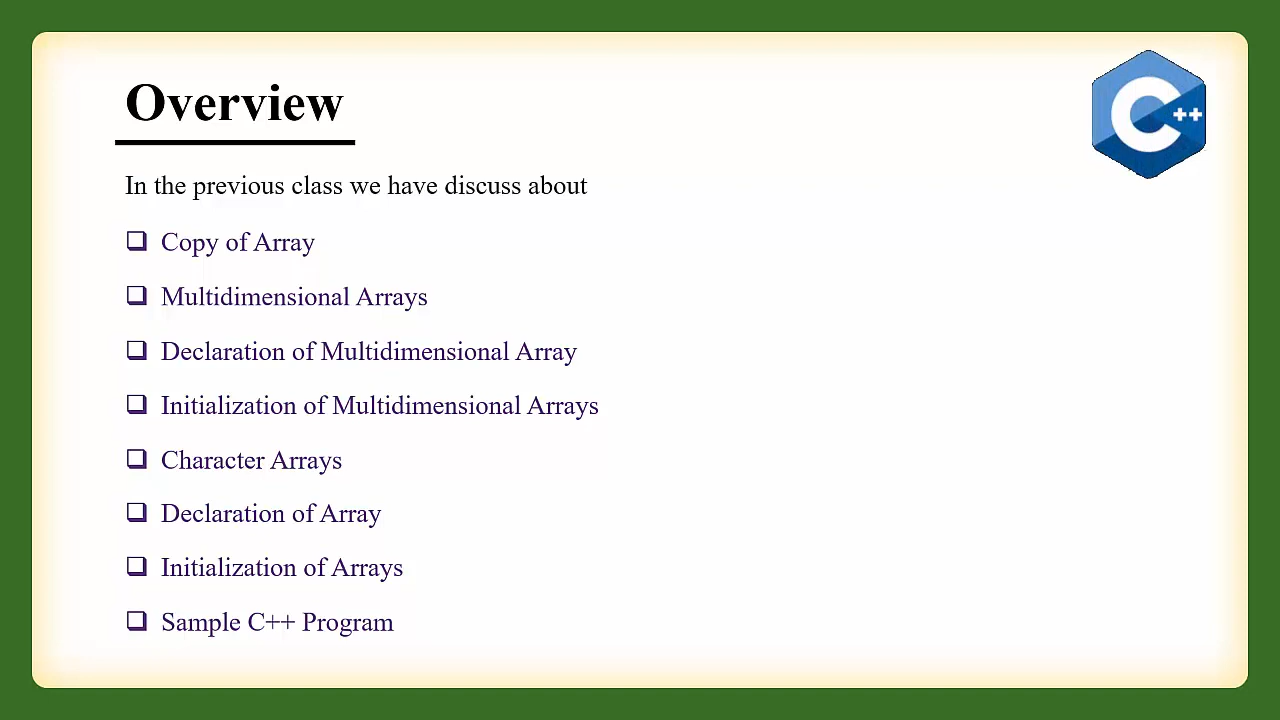 Overview
C++
In the previous class we have discuss about
Copy of Array
Multidimensional Arrays
Declaration of Multidimensional Array
Initialization of Multidimensional Arrays
Character Arrays
Declaration of Array
Initialization of Arrays
Sample C++ Program